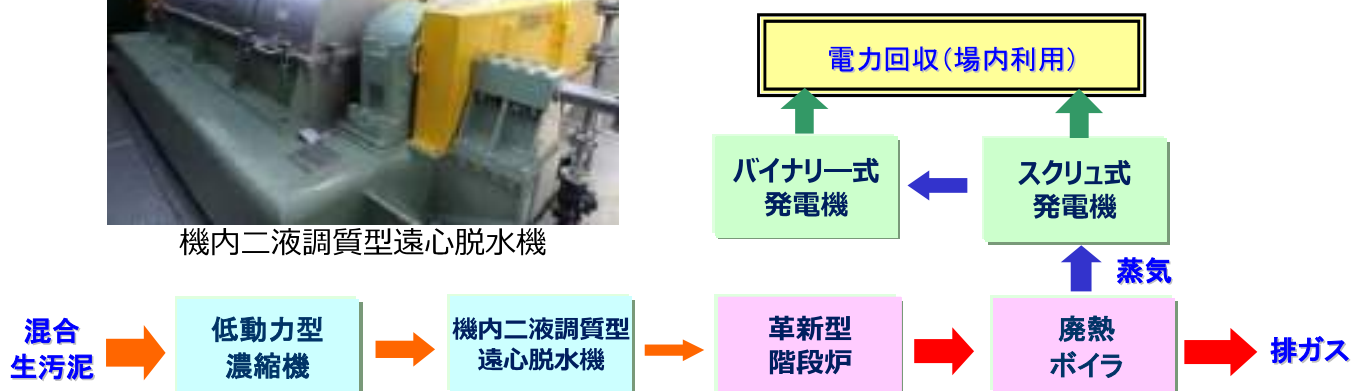 電力回収（場内利用）
バイナリー式
発電機
スクリュ式
発電機
機内二液調質型遠心脱水機
蒸気
混合
生汚泥
低動力型
濃縮機
機内二液調質型
遠心脱水機
革新型
階段炉
廃熱
ボイラ
排ガス